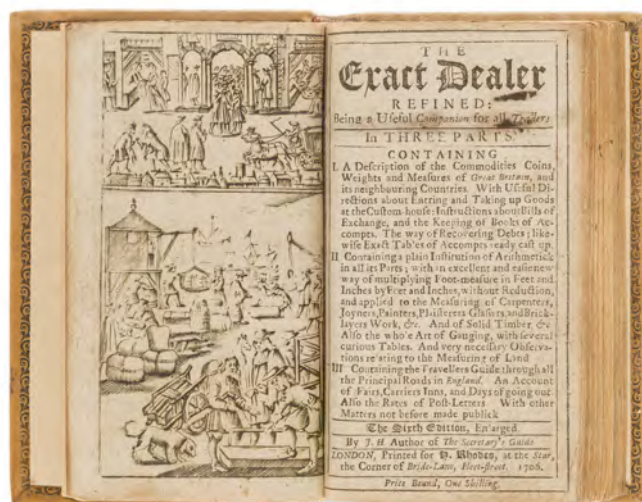 THE
Exact Dealer
REFINED:
Being a Useful Companion for all Traders
In THREE PARTS.
CONTAINING
I. A Description of the Commodities Coins,
Weights and Measures of Great Britain, and
its neighbouring Countries. With Useful Di-
rections about Entring and Taking up Goods
at the Custom-house: Instructions about Bills of
Exchange, and the Keeping of Books of Ac-
compts. The way of Recovering Debts; like-
wise Exact Tables of Accompts ready cast up.
II Containing a plain Institution of Arithmetick
in all its Parts; with an excellent and easie new
way of multiplying Foot-measure in Feet and
Inches by Feet and Inches, without Reduction,
and applied to the Measuring of Carpenters,
Joyners, Painters, Plaisterers Glasiers, and Brick-
layers Work, &c. And of Solid Timber, &c
Also the whole Art of Gauging, with several
curious Tables. And very necessary Observa-
tions relating to the Measuring of Land
III Containing the Travellers Guide through all
the Principal Roads in England. An Account
of Fairs, Carriers Inns, and Days of going out
Also the Rates of Post-Letters With other
Matters not before made publick
The Sixth Edition, Enlarged.
By J. H. Author of The Secretary's Guide
LONDON, Printed for H. Rhodes, at the Star,
the Corner of Bride-Lane, Fleet-street. 1706.
Price Bound, One Shilling.